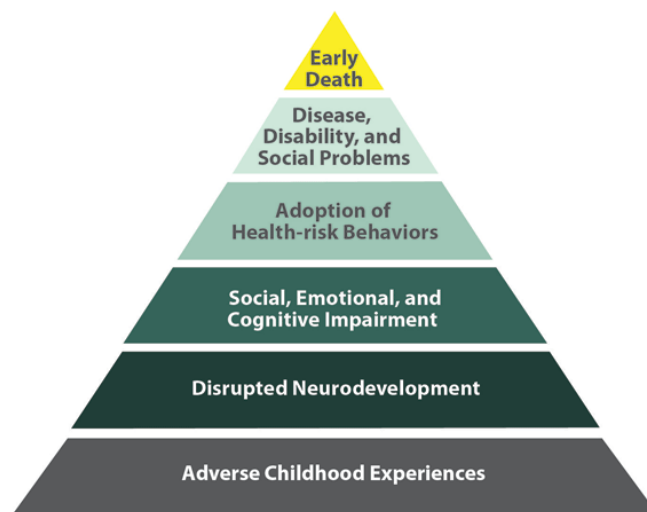 Early
Death
Disease,
Disability, and
Social Problems
Adoption of
Health-risk Behaviors
Social, Emotional, and
Cognitive Impairment
Disrupted Neurodevelopment
Adverse Childhood Experiences